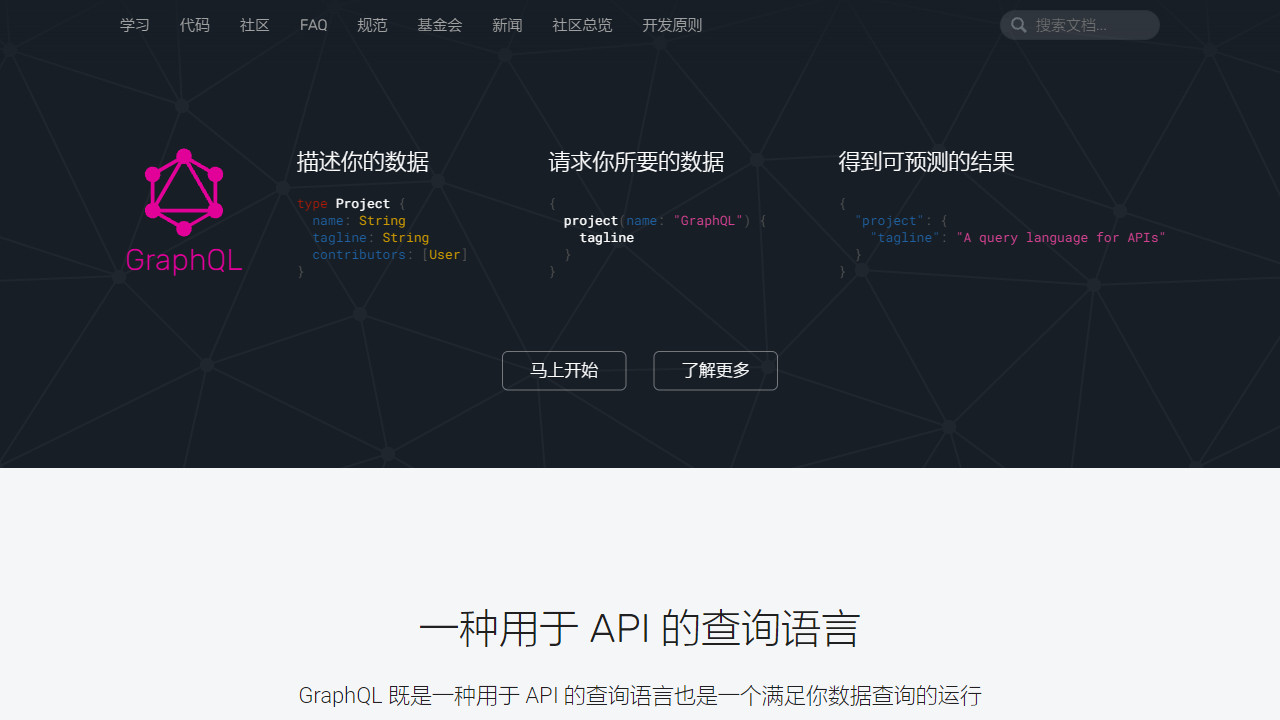 学习 代码 社区 FAQ 规范 基金会 新闻 社区总览 开发原则 搜索文档...
GraphQL
描述你的数据
type Project {
  name: String
  tagline: String
  contributors: [User]
}
请求你所要的数据
{
  project(name: "GraphQL") {
    tagline
  }
}
得到可预测的结果
{
  "project": {
    "tagline": "A query language for APIs"
  }
}
马上开始 了解更多
一种用于 API 的查询语言
GraphQL 既是一种用于 API 的查询语言也是一个满足你数据查询的运行